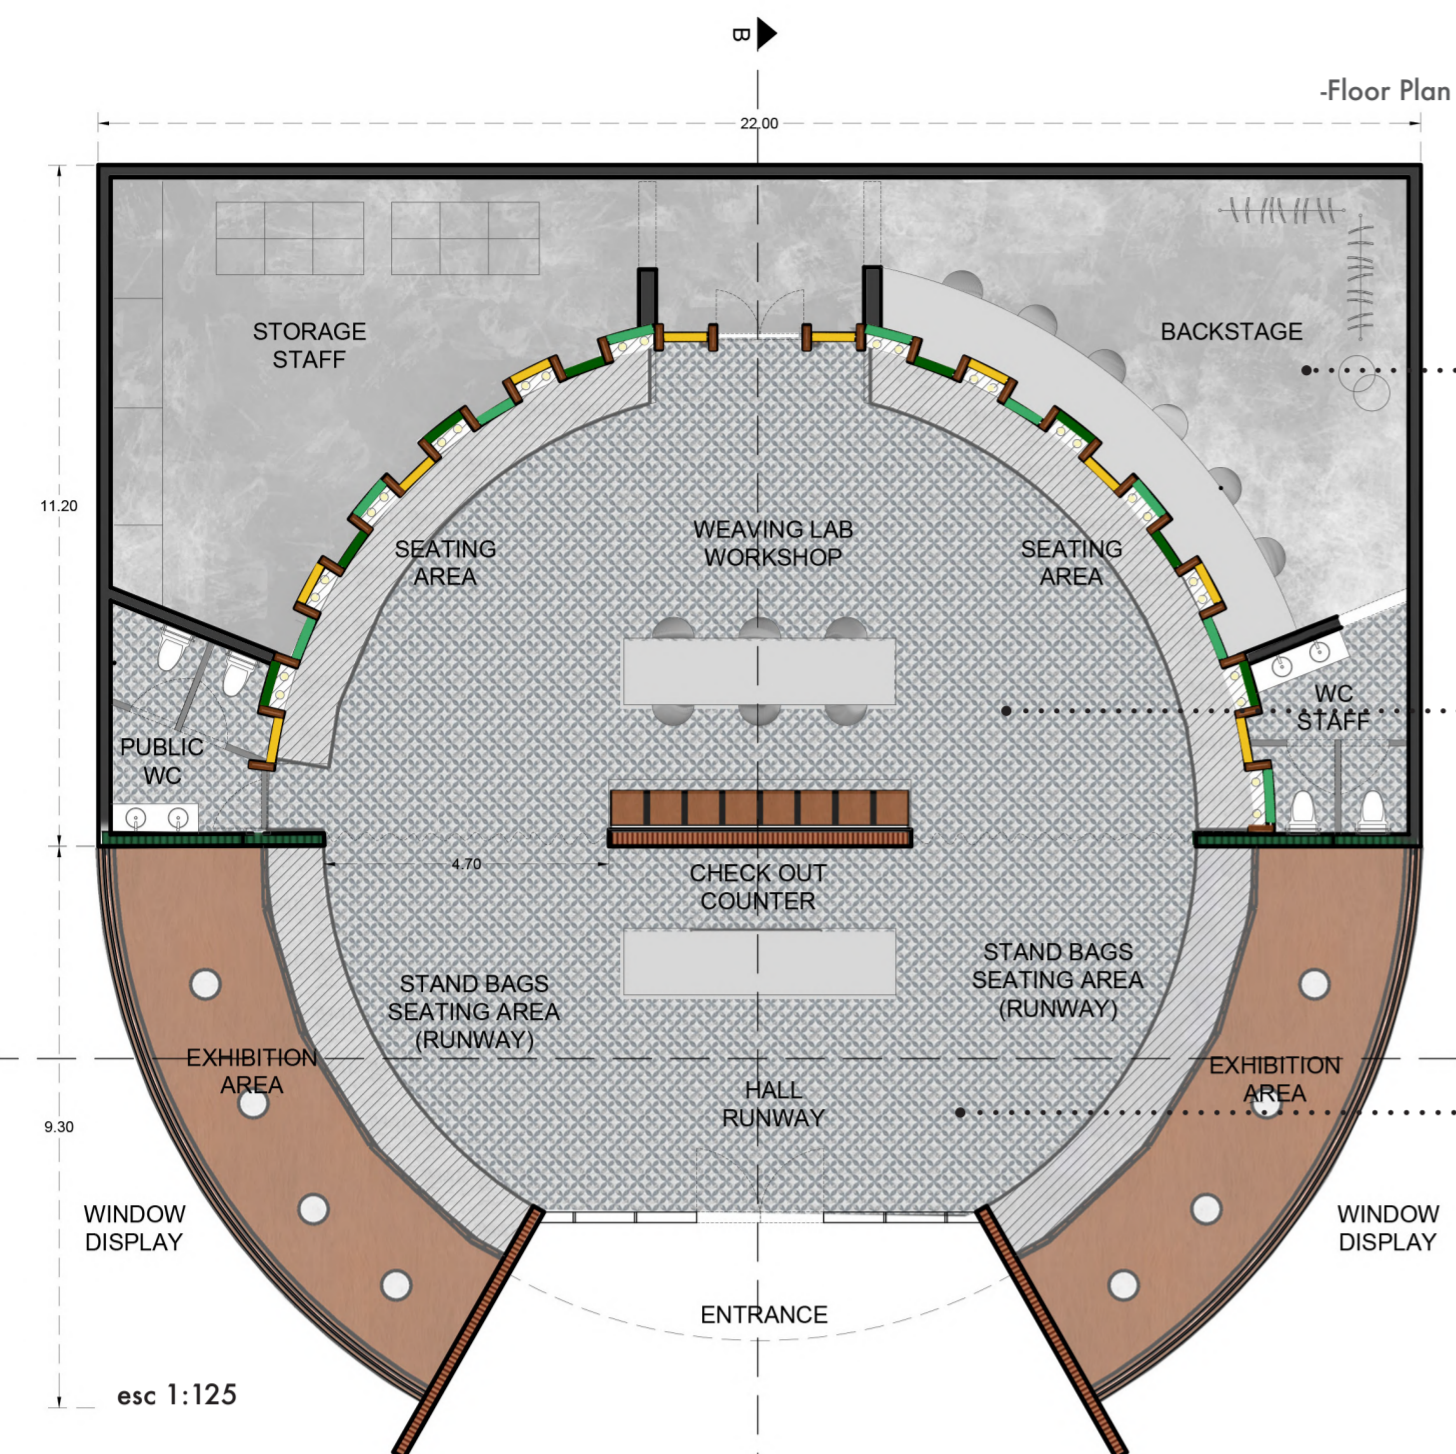 B
-Floor Plan
22.00
STORAGE
STAFF
BACKSTAGE
11.20
WEAVING LAB
WORKSHOP
SEATING
AREA
SEATING
AREA
WC
STAFF
PUBLIC
WC
4.70
CHECK OUT
COUNTER
STAND BAGS
SEATING AREA
(RUNWAY)
STAND BAGS
SEATING AREA
(RUNWAY)
EXHIBITION
AREA
EXHIBITION
AREA
HALL
RUNWAY
9.30
WINDOW
DISPLAY
WINDOW
DISPLAY
ENTRANCE
esc 1:125